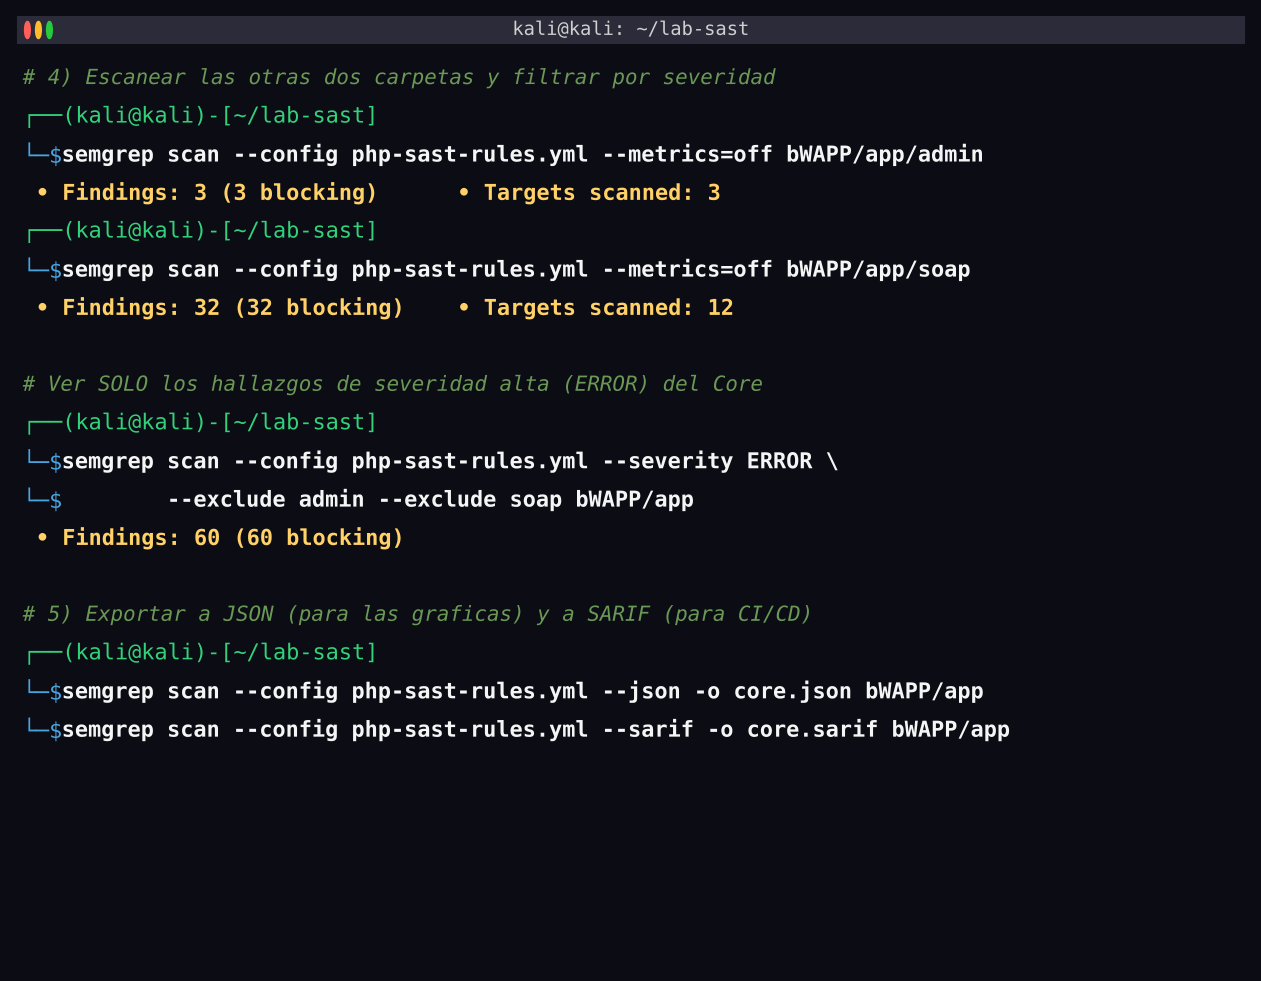 kali@kali: ~/lab-sast
# 4) Escanear las otras dos carpetas y filtrar por severidad
┌──(kali@kali)-[~/lab-sast]
└─$semgrep scan --config php-sast-rules.yml --metrics=off bWAPP/app/admin
• Findings: 3 (3 blocking)      • Targets scanned: 3
┌──(kali@kali)-[~/lab-sast]
└─$semgrep scan --config php-sast-rules.yml --metrics=off bWAPP/app/soap
• Findings: 32 (32 blocking)    • Targets scanned: 12
# Ver SOLO los hallazgos de severidad alta (ERROR) del Core
┌──(kali@kali)-[~/lab-sast]
└─$semgrep scan --config php-sast-rules.yml --severity ERROR \
└─$        --exclude admin --exclude soap bWAPP/app
• Findings: 60 (60 blocking)
# 5) Exportar a JSON (para las graficas) y a SARIF (para CI/CD)
┌──(kali@kali)-[~/lab-sast]
└─$semgrep scan --config php-sast-rules.yml --json -o core.json bWAPP/app
└─$semgrep scan --config php-sast-rules.yml --sarif -o core.sarif bWAPP/app